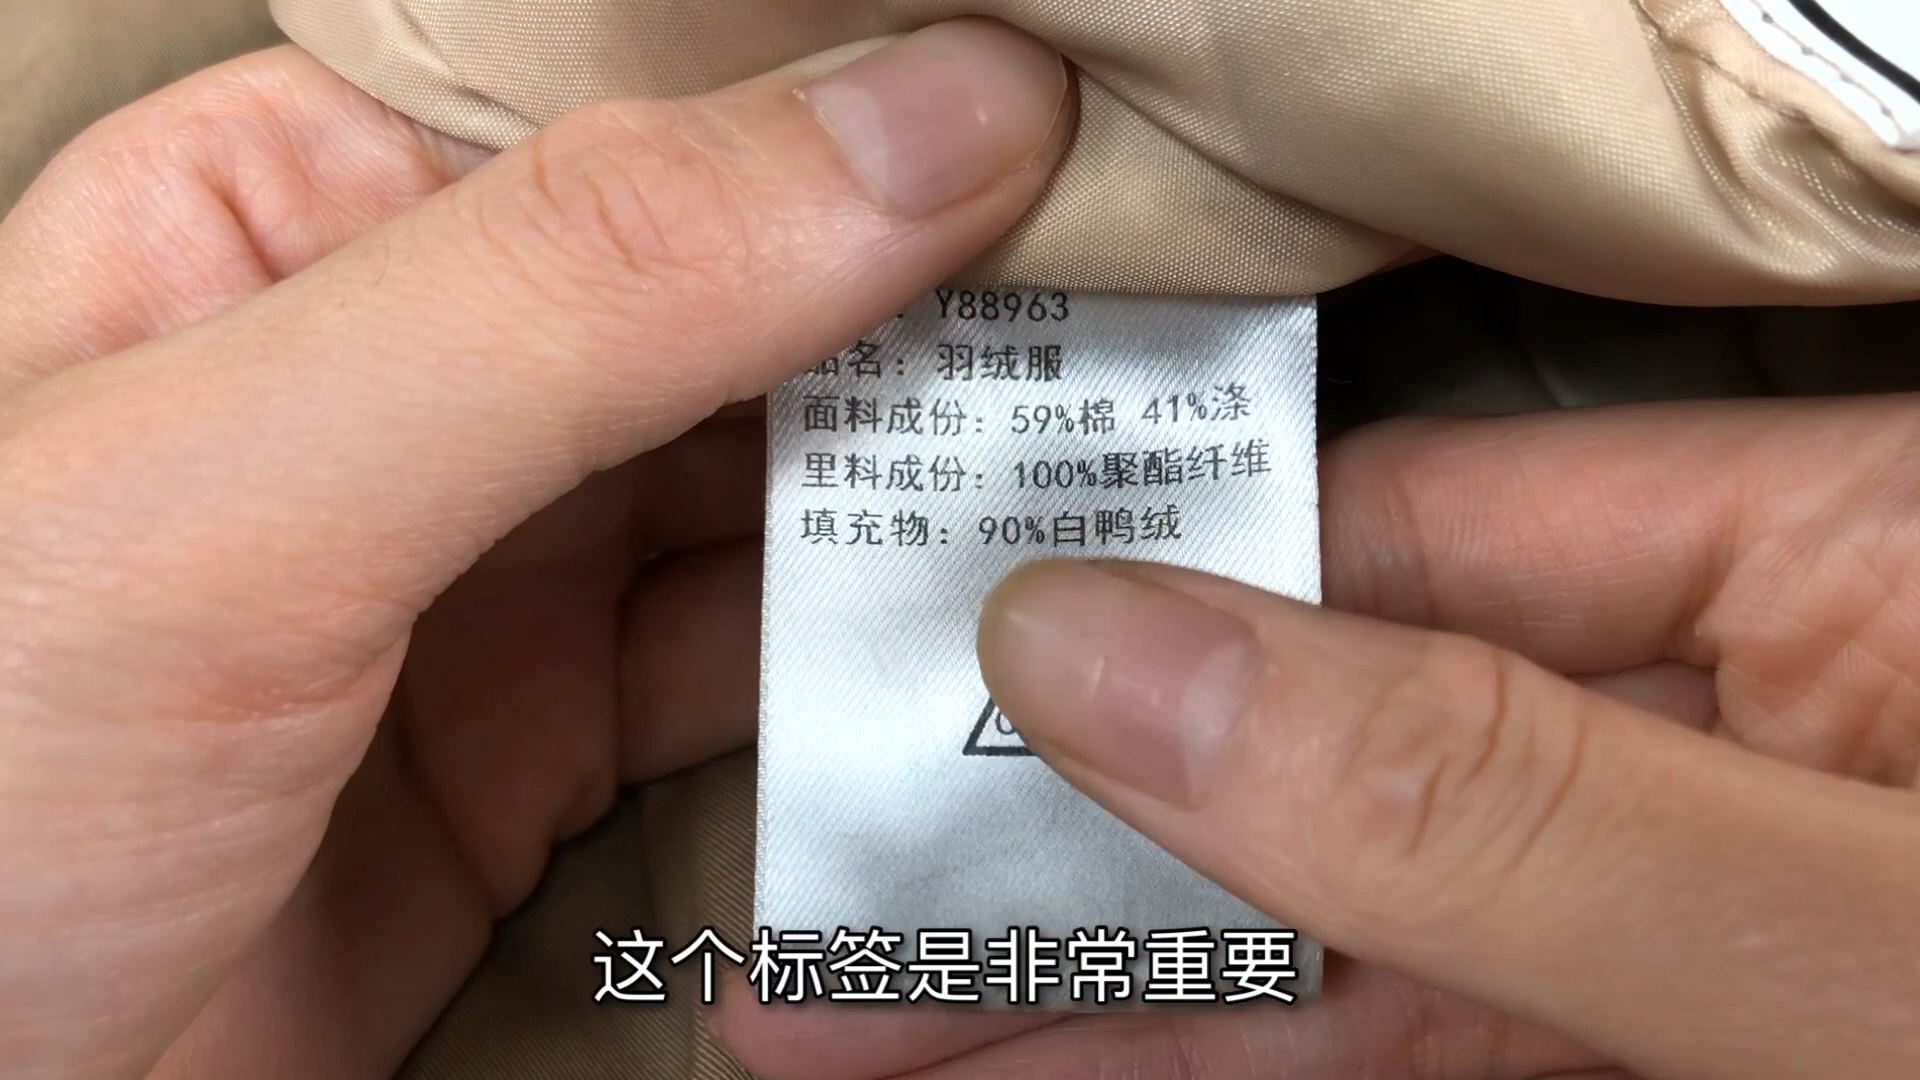 Y88963
品名：羽绒服
面料成份：59%棉 41%涤
里料成份：100%聚酯纤维
填充物：90%白鸭绒
这个标签是非常重要